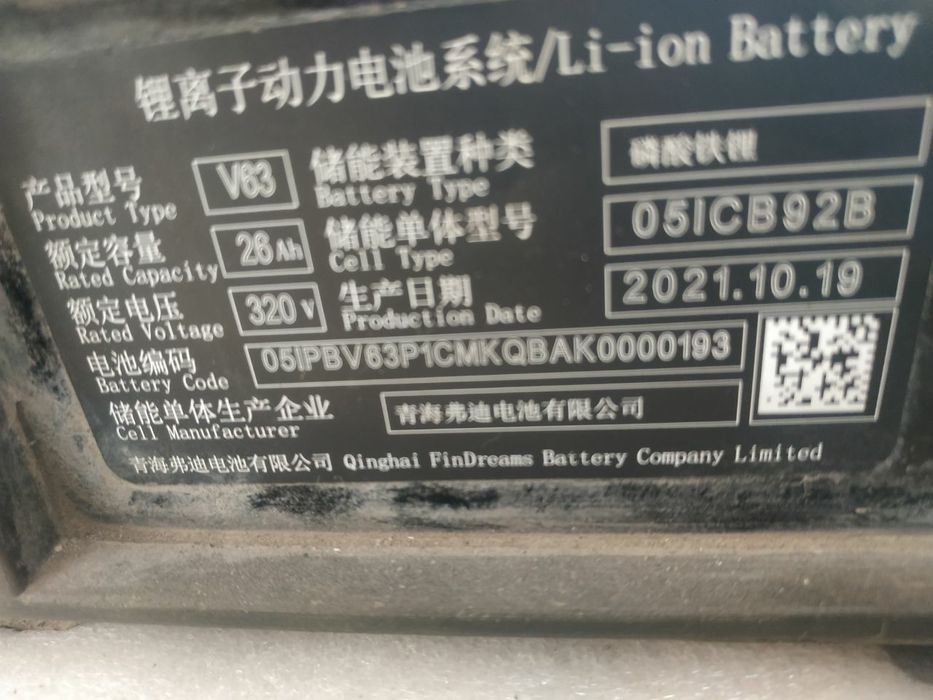 锂离子动力电池系统/Li-ion Battery
产品型号 V63 储能装置种类 磷酸铁锂
Product Type Battery Type
额定容量 26Ah 储能单体型号 05ICB92B
Rated Capacity Cell Type
额定电压 320V 生产日期 2021.10.19
Rated Voltage Production Date
电池编码 05IPBV63P1CMKQBAK0000193
Battery Code
储能单体生产企业 青海弗迪电池有限公司
Cell Manufacturer
青海弗迪电池有限公司 Qinghai FinDreams Battery Company Limited